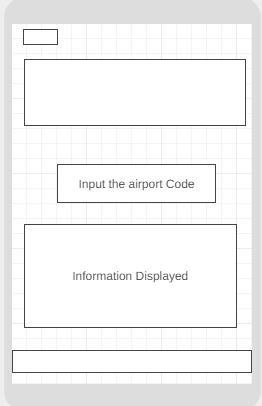 Input the airport Code
Information Displayed